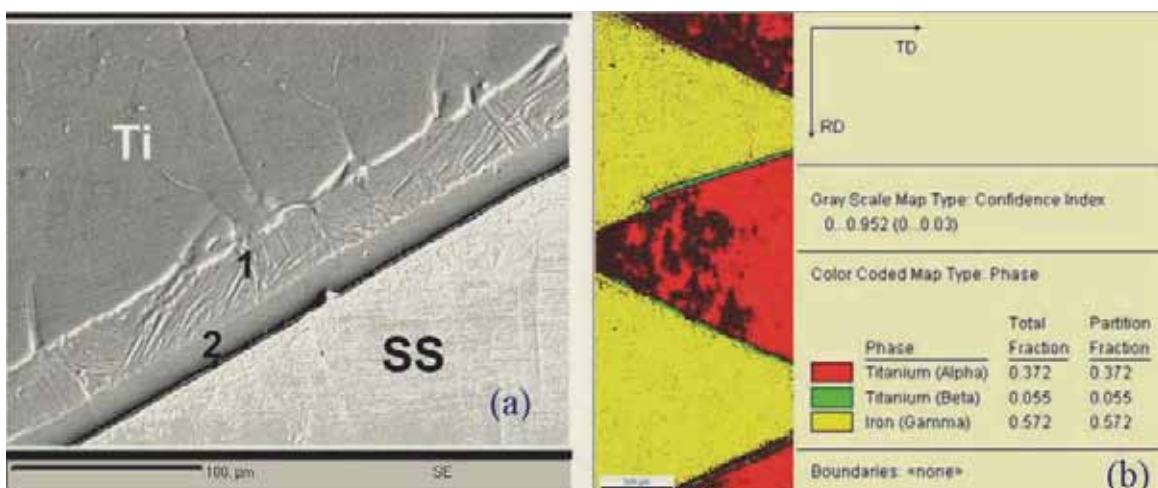 Ti
1
2
SS
(a)
100. µm
SE
TD
RD
Gray Scale Map Type: Confidence Index
0...0.952 (0...0.03)
Color Coded Map Type: Phase
Total Partition
Phase Fraction Fraction
Titanium (Alpha) 0.372 0.372
Titanium (Beta) 0.055 0.055
Iron (Gamma) 0.572 0.572
Boundaries: «none»
(b)